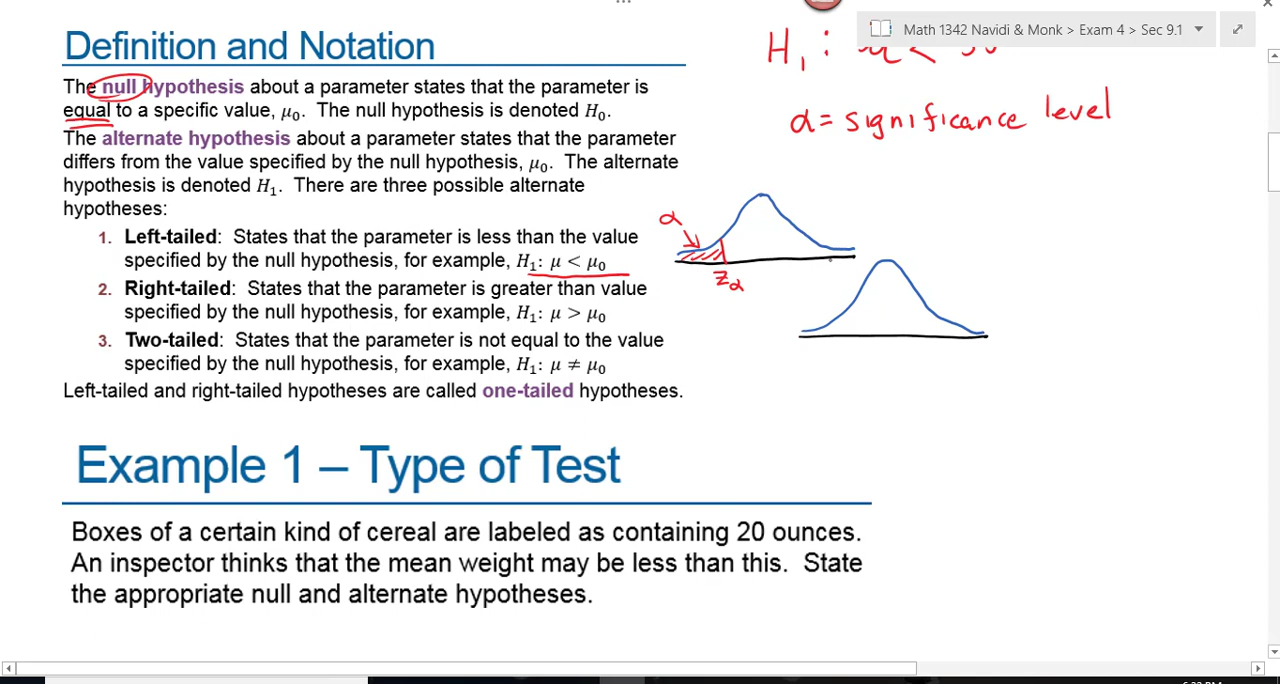 Math 1342 Navidi & Monk > Exam 4 > Sec 9.1
Definition and Notation
The null hypothesis about a parameter states that the parameter is
equal to a specific value, μ₀. The null hypothesis is denoted H₀.
The alternate hypothesis about a parameter states that the parameter
differs from the value specified by the null hypothesis, μ₀. The alternate
hypothesis is denoted H₁. There are three possible alternate
hypotheses:
1. Left-tailed: States that the parameter is less than the value
specified by the null hypothesis, for example, H₁: μ < μ₀
2. Right-tailed: States that the parameter is greater than value
specified by the null hypothesis, for example, H₁: μ > μ₀
3. Two-tailed: States that the parameter is not equal to the value
specified by the null hypothesis, for example, H₁: μ ≠ μ₀
Left-tailed and right-tailed hypotheses are called one-tailed hypotheses.
H₁ :
α = significance level
α
zα
Example 1 – Type of Test
Boxes of a certain kind of cereal are labeled as containing 20 ounces.
An inspector thinks that the mean weight may be less than this. State
the appropriate null and alternate hypotheses.